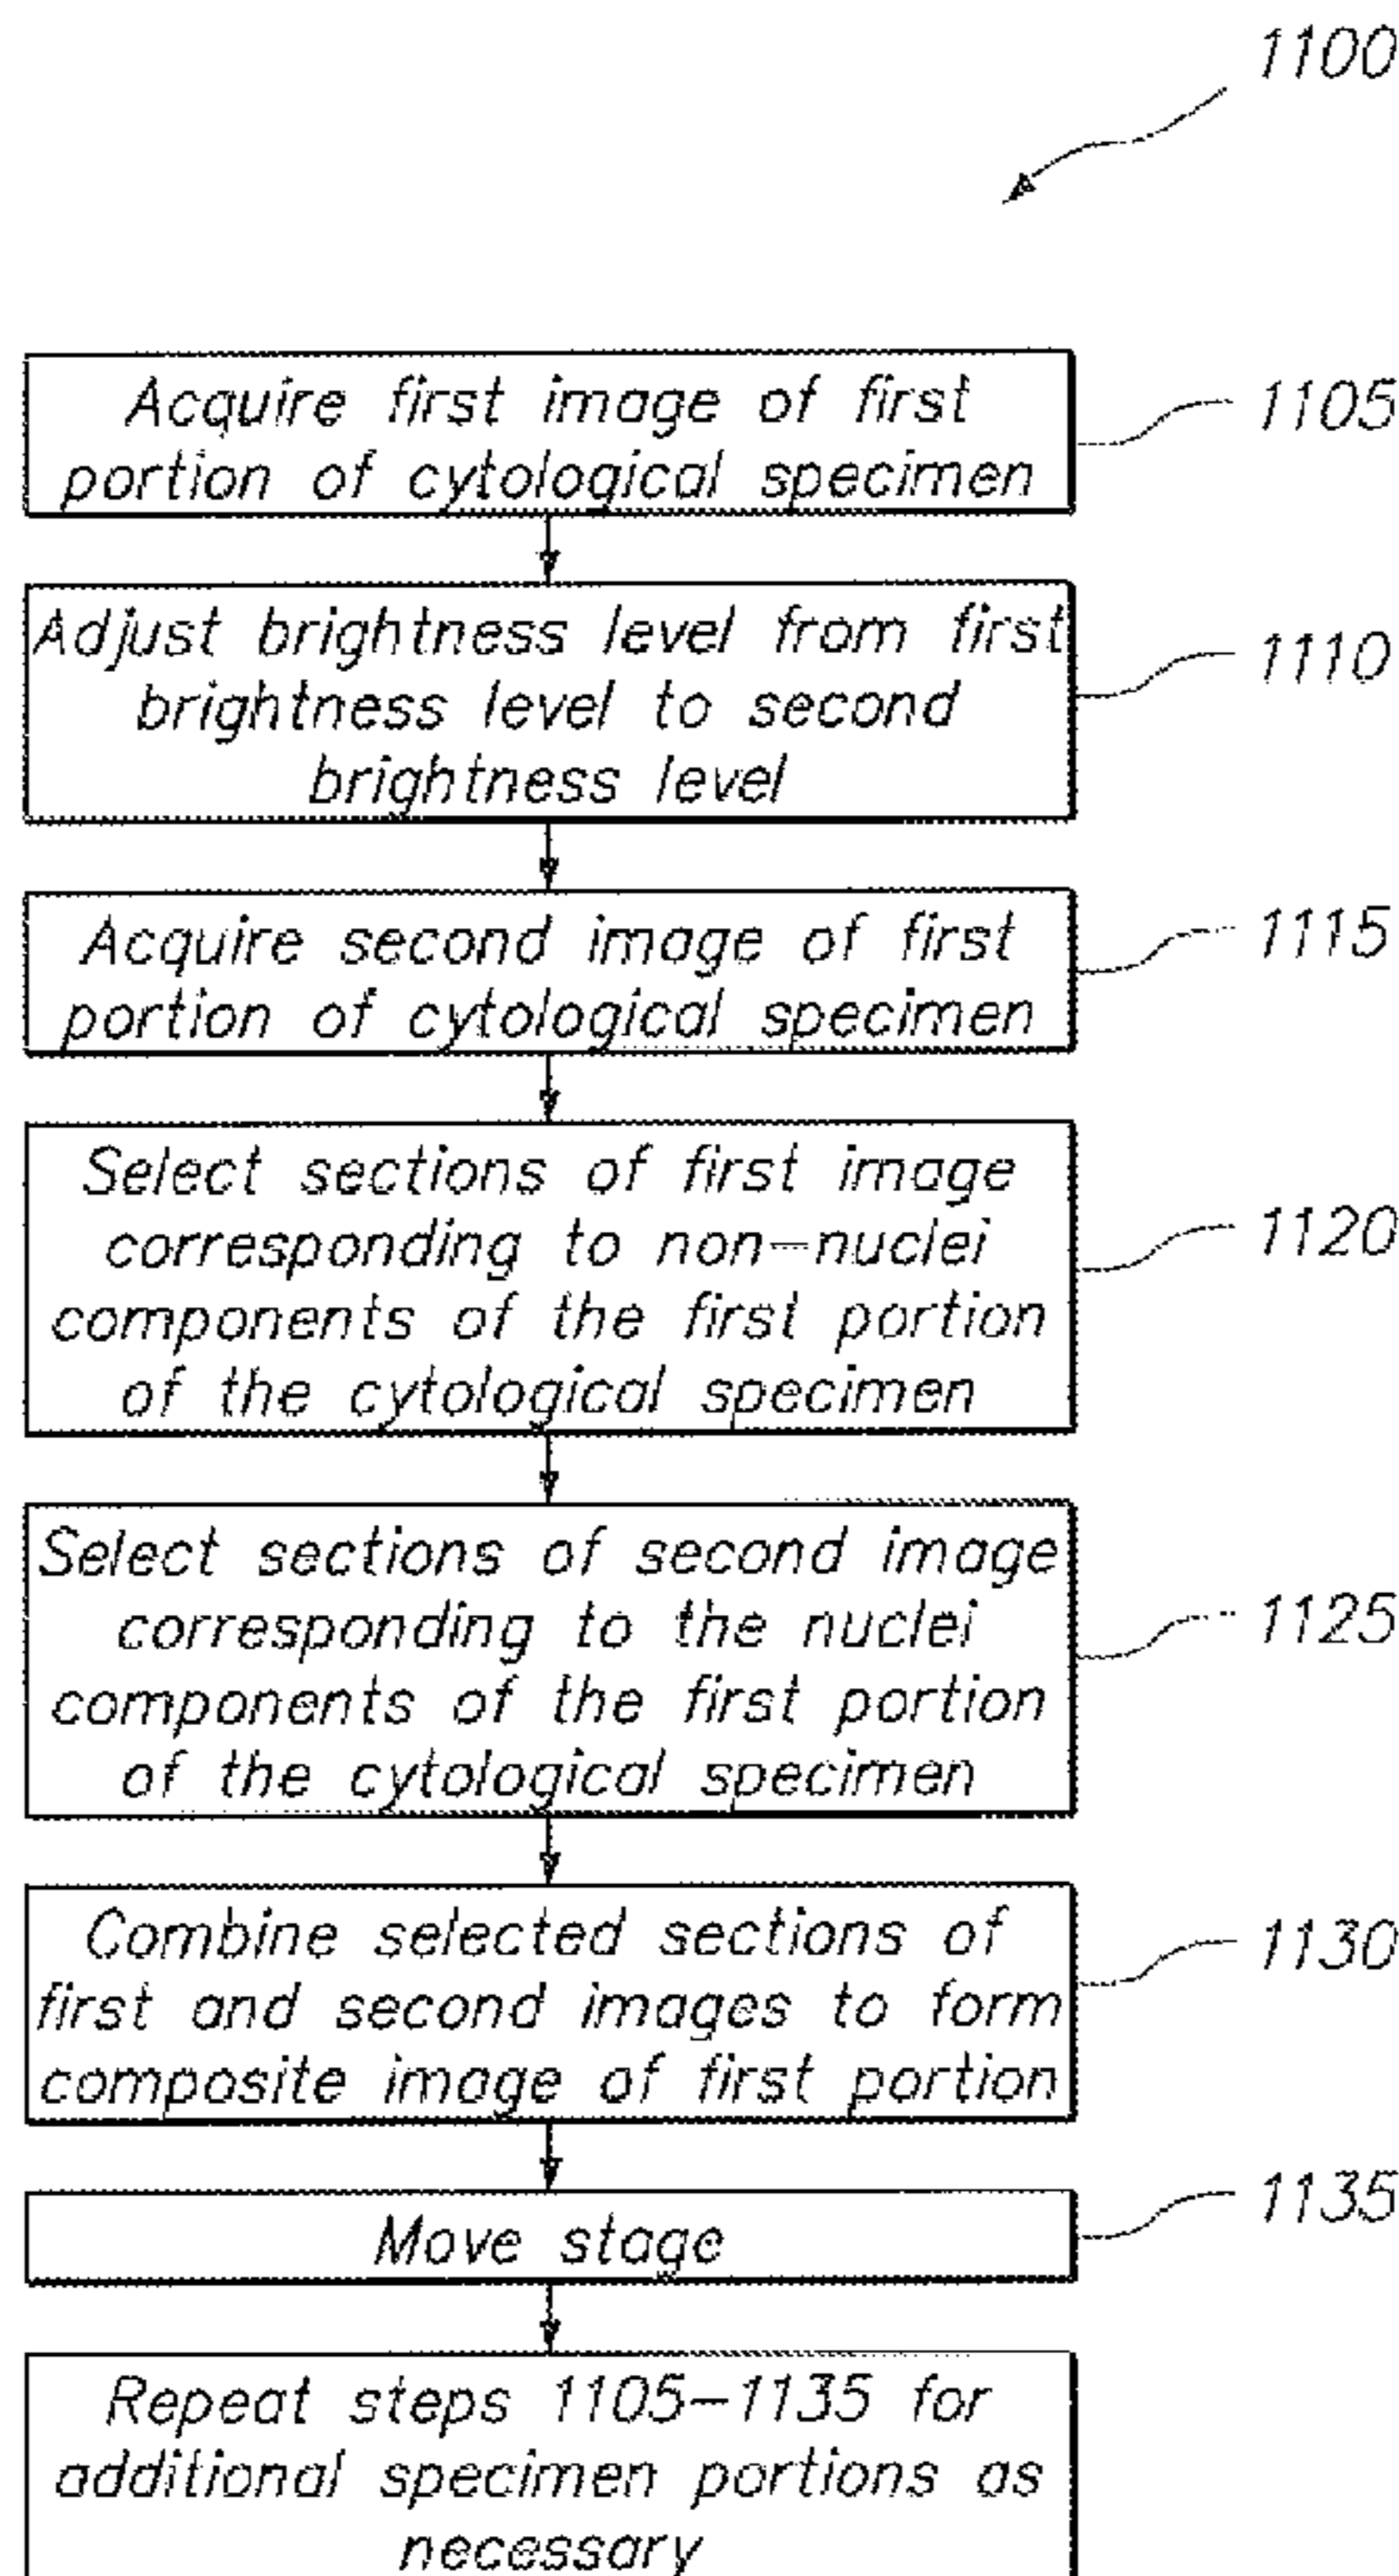 1100
Acquire first image of first
portion of cytological specimen
1105
Adjust brightness level from first
brightness level to second
brightness level
1110
Acquire second image of first
portion of cytological specimen
1115
Select sections of first image
corresponding to non-nuclei
components of the first portion
of the cytological specimen
1120
Select sections of second image
corresponding to the nuclei
components of the first portion
of the cytological specimen
1125
Combine selected sections of
first and second images to form
composite image of first portion
1130
Move stage
1135
Repeat steps 1105-1135 for
additional specimen portions as
necessary